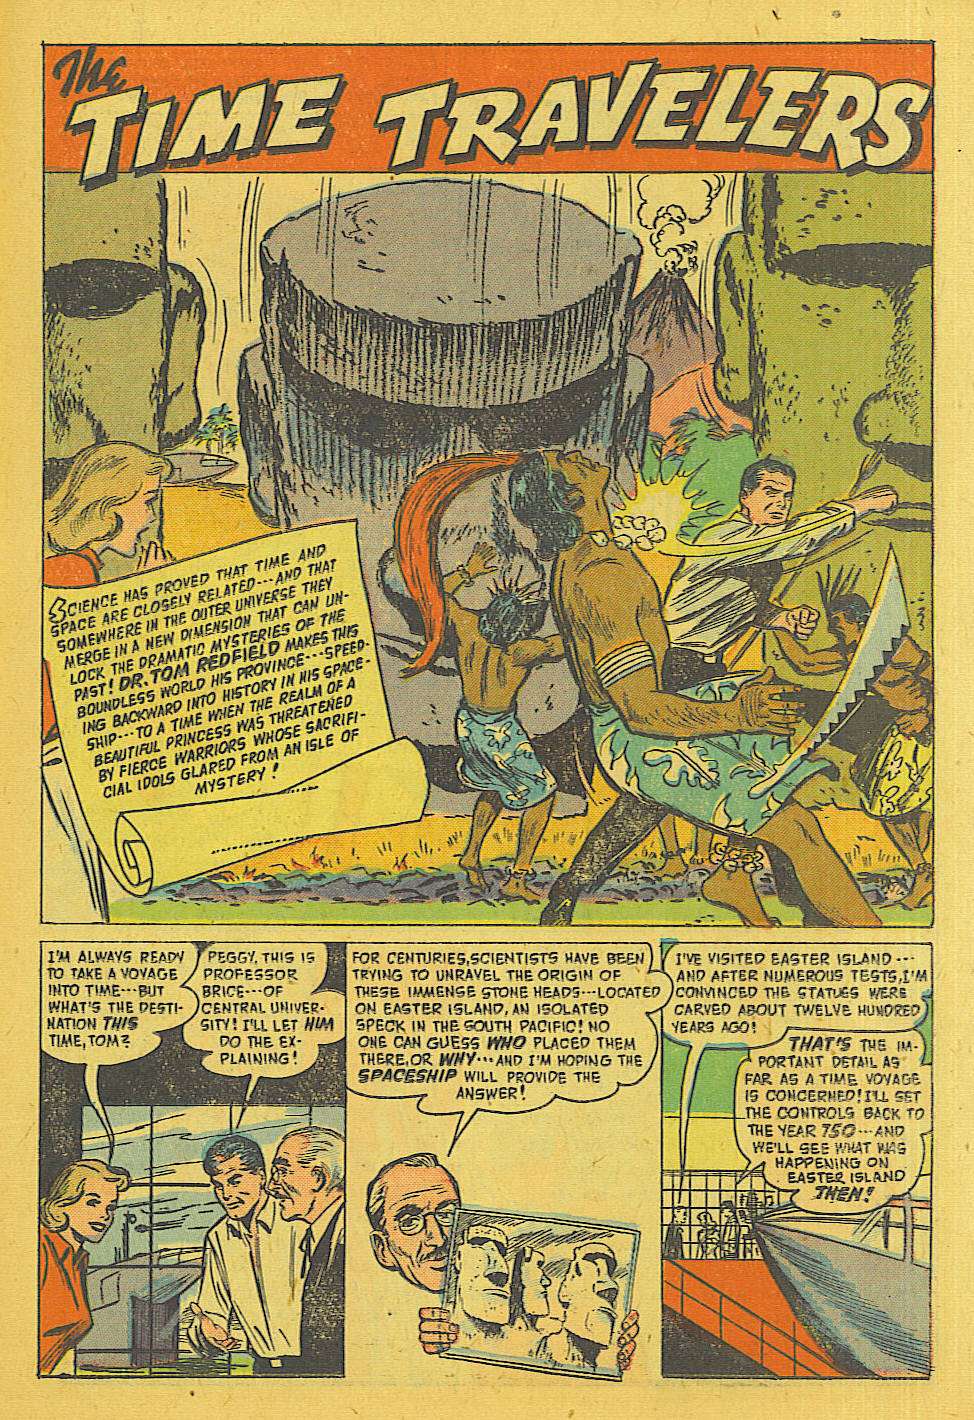 The
TIME TRAVELERS
SCIENCE HAS PROVED THAT TIME AND
SPACE ARE CLOSELY RELATED---AND THAT
SOMEWHERE IN THE OUTER UNIVERSE THEY
MERGE IN A NEW DIMENSION THAT CAN UN-
LOCK THE DRAMATIC MYSTERIES OF THE
PAST! DR. TOM REDFIELD MAKES THIS
BOUNDLESS WORLD HIS PROVINCE---SPEED-
ING BACKWARD INTO HISTORY IN HIS SPACE-
SHIP---TO A TIME WHEN THE REALM OF A
BEAUTIFUL PRINCESS WAS THREATENED
BY FIERCE WARRIORS WHOSE SACRIFI-
CIAL IDOLS GLARED FROM AN ISLE OF
MYSTERY!
I'M ALWAYS READY
TO TAKE A VOYAGE
INTO TIME---BUT
WHAT'S THE DESTI-
NATION THIS
TIME, TOM?
PEGGY, THIS IS
PROFESSOR
BRICE---OF
CENTRAL UNIVER-
SITY! I'LL LET HIM
DO THE EX-
PLAINING!
FOR CENTURIES, SCIENTISTS HAVE BEEN
TRYING TO UNRAVEL THE ORIGIN OF
THESE IMMENSE STONE HEADS---LOCATED
ON EASTER ISLAND, AN ISOLATED
SPECK IN THE SOUTH PACIFIC! NO
ONE CAN GUESS WHO PLACED THEM
THERE, OR WHY---AND I'M HOPING THE
SPACESHIP WILL PROVIDE THE
ANSWER!
I'VE VISITED EASTER ISLAND---
AND AFTER NUMEROUS TESTS, I'M
CONVINCED THE STATUES WERE
CARVED ABOUT TWELVE HUNDRED
YEARS AGO!
THAT'S THE IM-
PORTANT DETAIL AS
FAR AS A TIME VOYAGE
IS CONCERNED! I'LL SET
THE CONTROLS BACK TO
THE YEAR 750---AND
WE'LL SEE WHAT WAS
HAPPENING ON
EASTER ISLAND
THEN!